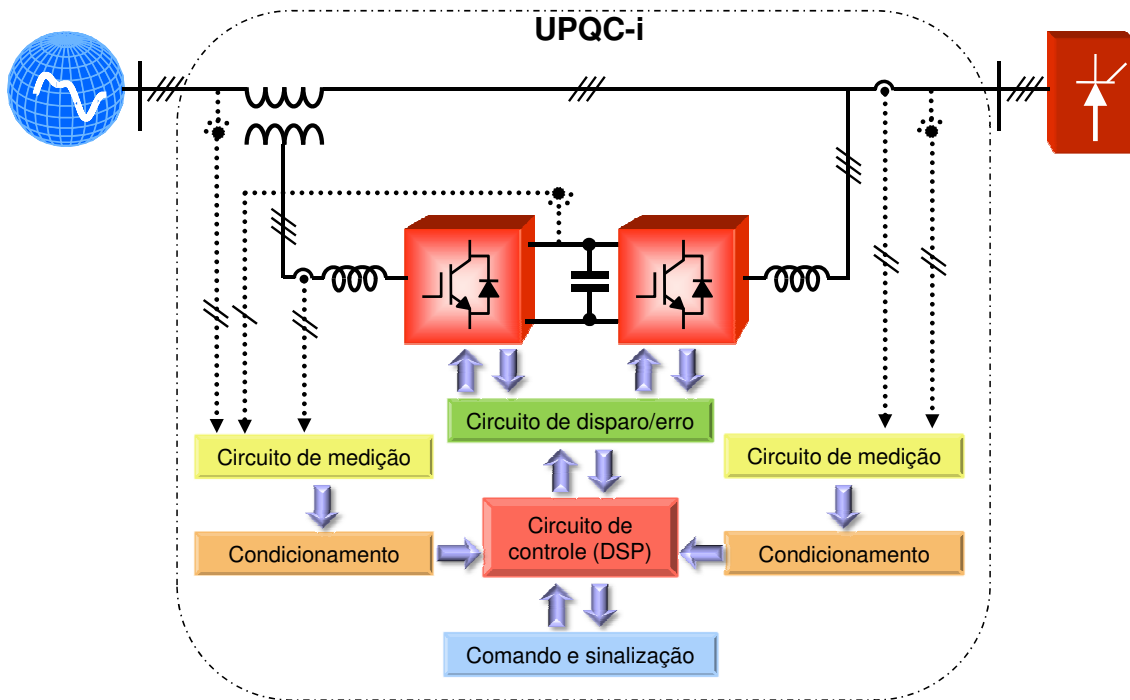 UPQC-i
Circuito de disparo/erro
Circuito de medição
Circuito de medição
Circuito de
controle (DSP)
Condicionamento
Condicionamento
Comando e sinalização